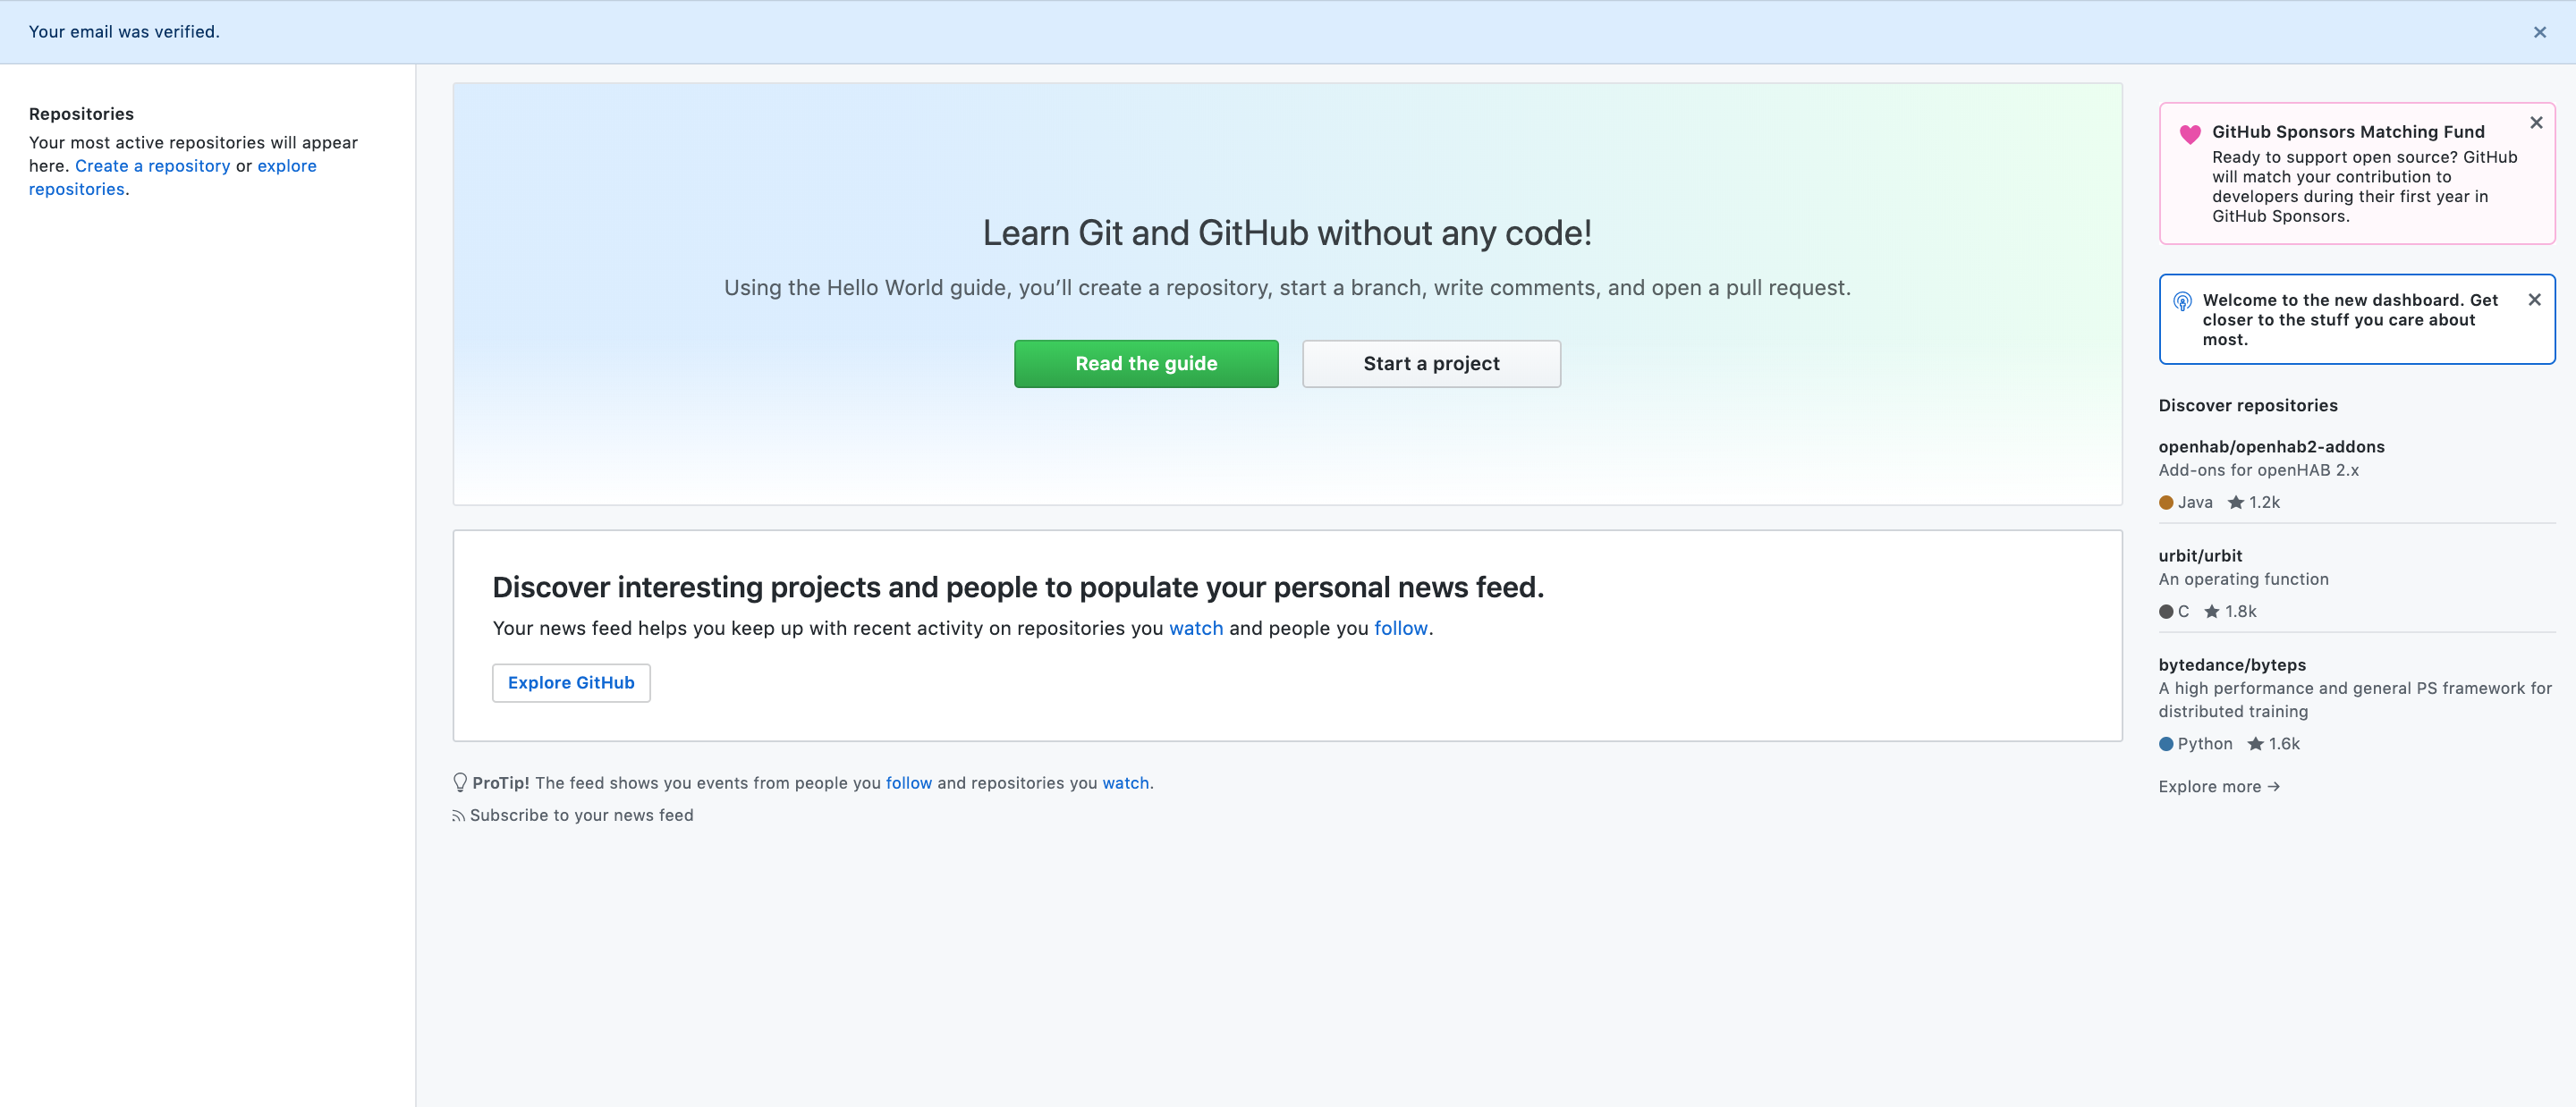 Your email was verified.
Repositories
Your most active repositories will appear
here. Create a repository or explore
repositories.
Learn Git and GitHub without any code!
Using the Hello World guide, you’ll create a repository, start a branch, write comments, and open a pull request.
Read the guide
Start a project
Discover interesting projects and people to populate your personal news feed.
Your news feed helps you keep up with recent activity on repositories you watch and people you follow.
Explore GitHub
ProTip! The feed shows you events from people you follow and repositories you watch.
Subscribe to your news feed
GitHub Sponsors Matching Fund
Ready to support open source? GitHub
will match your contribution to
developers during their first year in
GitHub Sponsors.
Welcome to the new dashboard. Get
closer to the stuff you care about
most.
Discover repositories
openhab/openhab2-addons
Add-ons for openHAB 2.x
Java ★ 1.2k
urbit/urbit
An operating function
C ★ 1.8k
bytedance/byteps
A high performance and general PS framework for
distributed training
Python ★ 1.6k
Explore more →